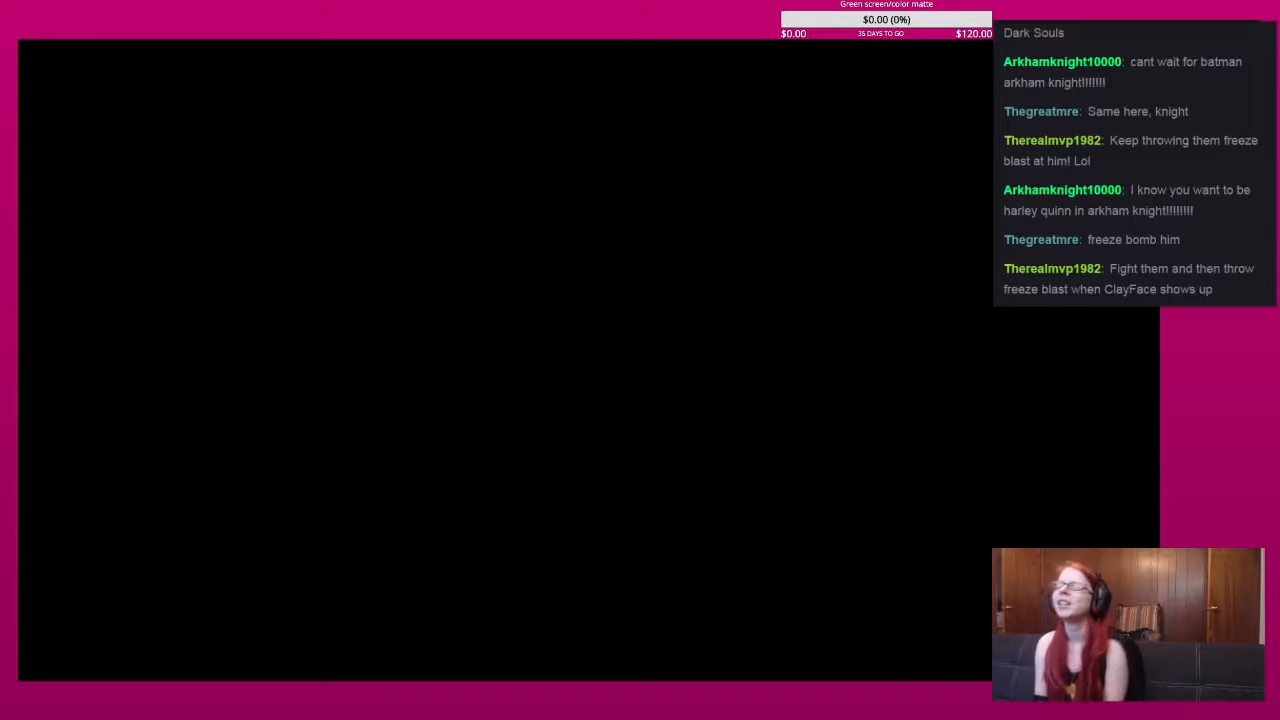 Green screen/color matte
$0.00 (0%)
$0.00 35 DAYS TO GO $120.00
Dark Souls
Arkhamknight10000: cant wait for batman
arkham knight!!!!!!!
Thegreatmre: Same here, knight
Therealmvp1982: Keep throwing them freeze
blast at him! Lol
Arkhamknight10000: I know you want to be
harley quinn in arkham knight!!!!!!!!
Thegreatmre: freeze bomb him
Therealmvp1982: Fight them and then throw
freeze blast when ClayFace shows up